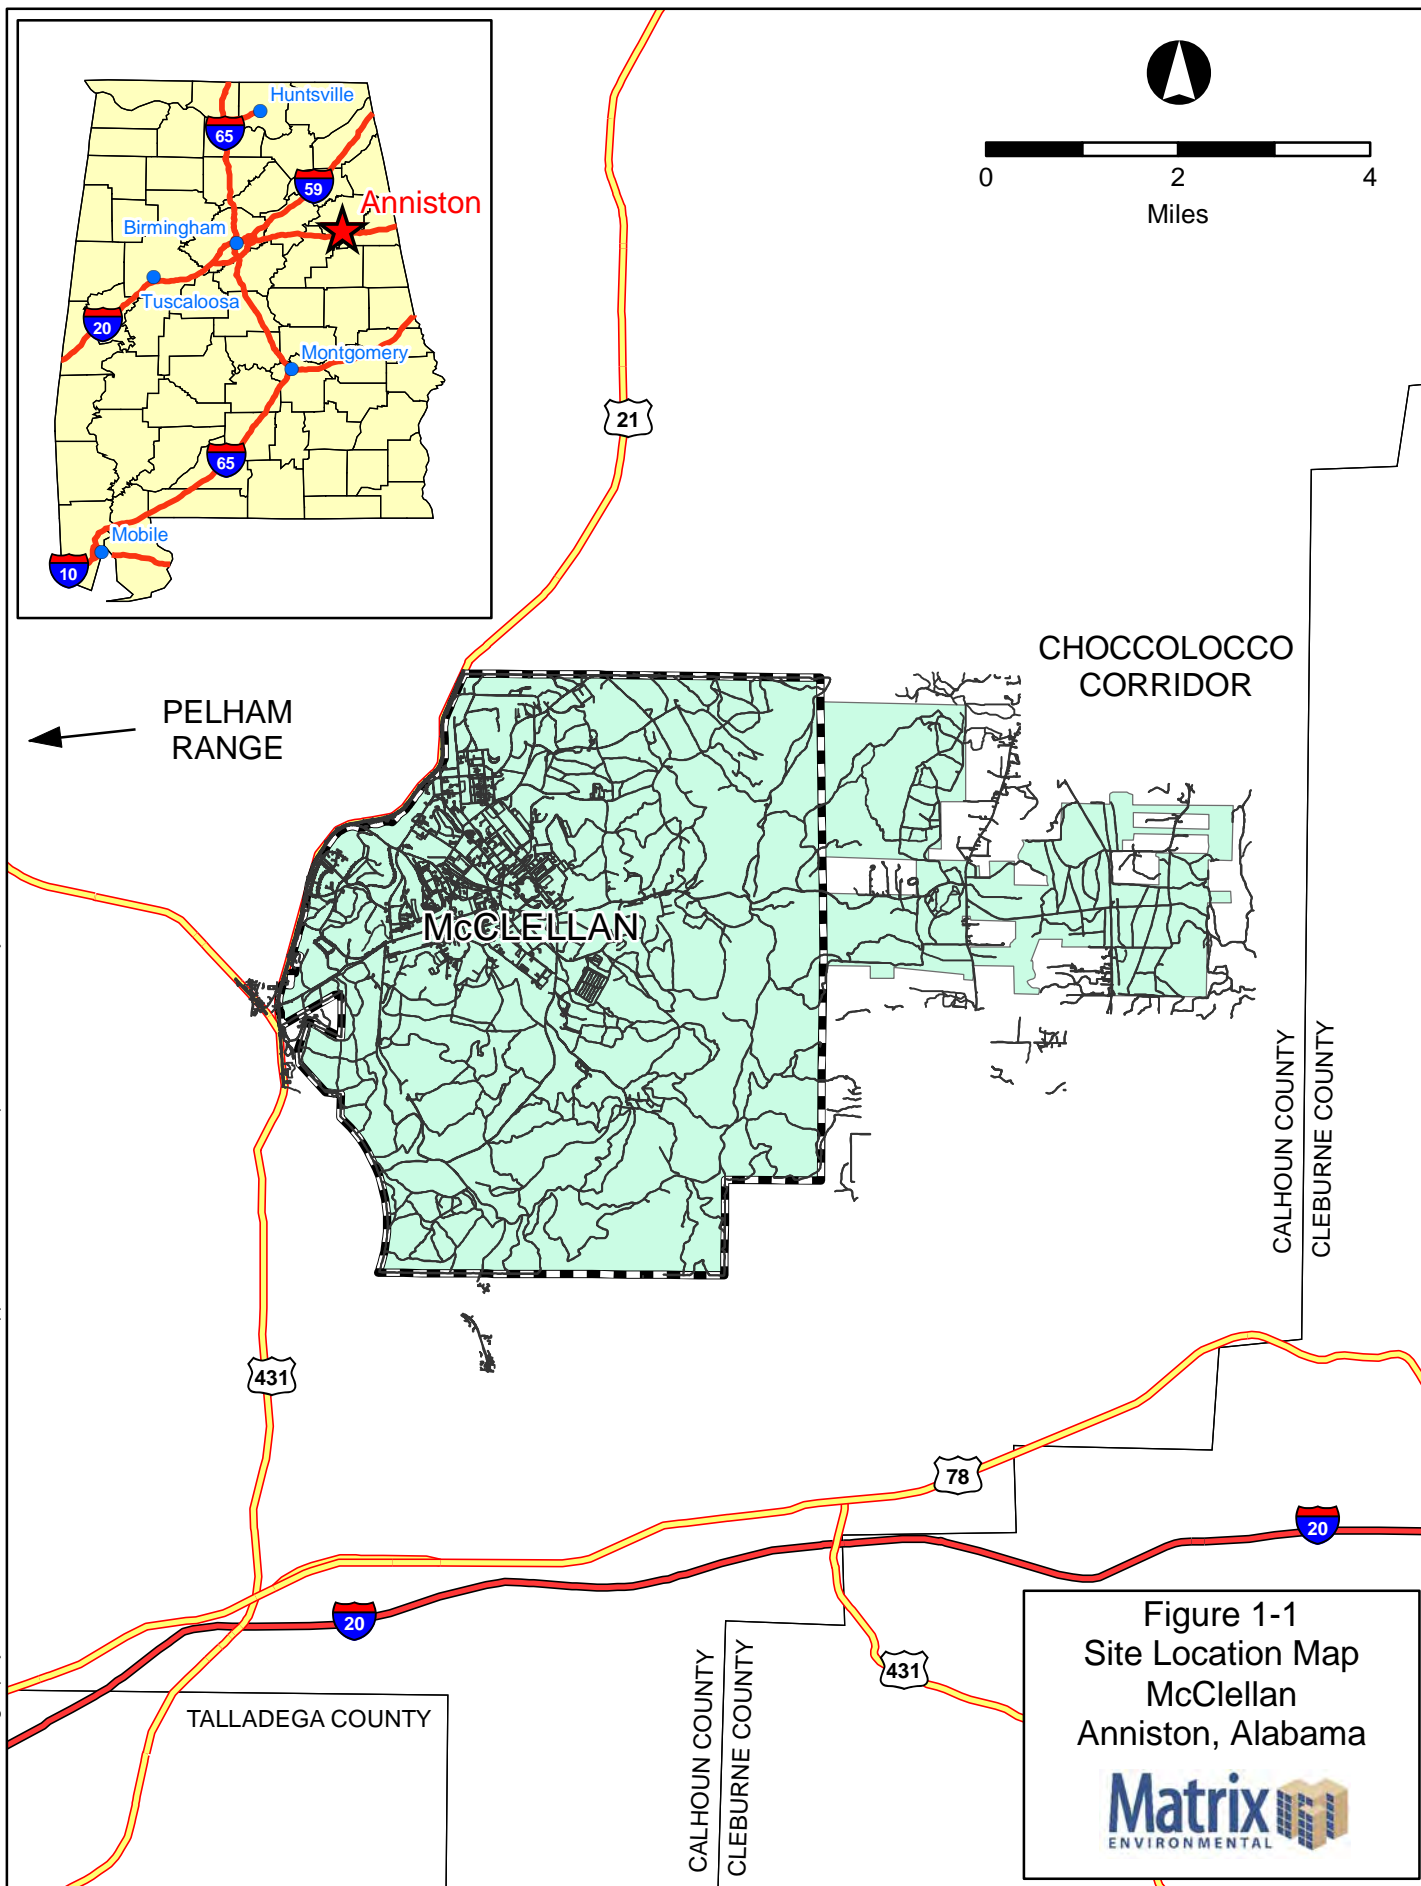 Huntsville
65
59
Anniston
Birmingham
Tuscaloosa
20
Montgomery
65
Mobile
10
0
2
4
Miles
21
CHOCCOLOCCO
CORRIDOR
PELHAM
RANGE
McCLELLAN
CALHOUN COUNTY
CLEBURNE COUNTY
431
78
20
20
431
TALLADEGA COUNTY
CALHOUN COUNTY
CLEBURNE COUNTY
Figure 1-1
Site Location Map
McClellan
Anniston, Alabama
Matrix
ENVIRONMENTAL